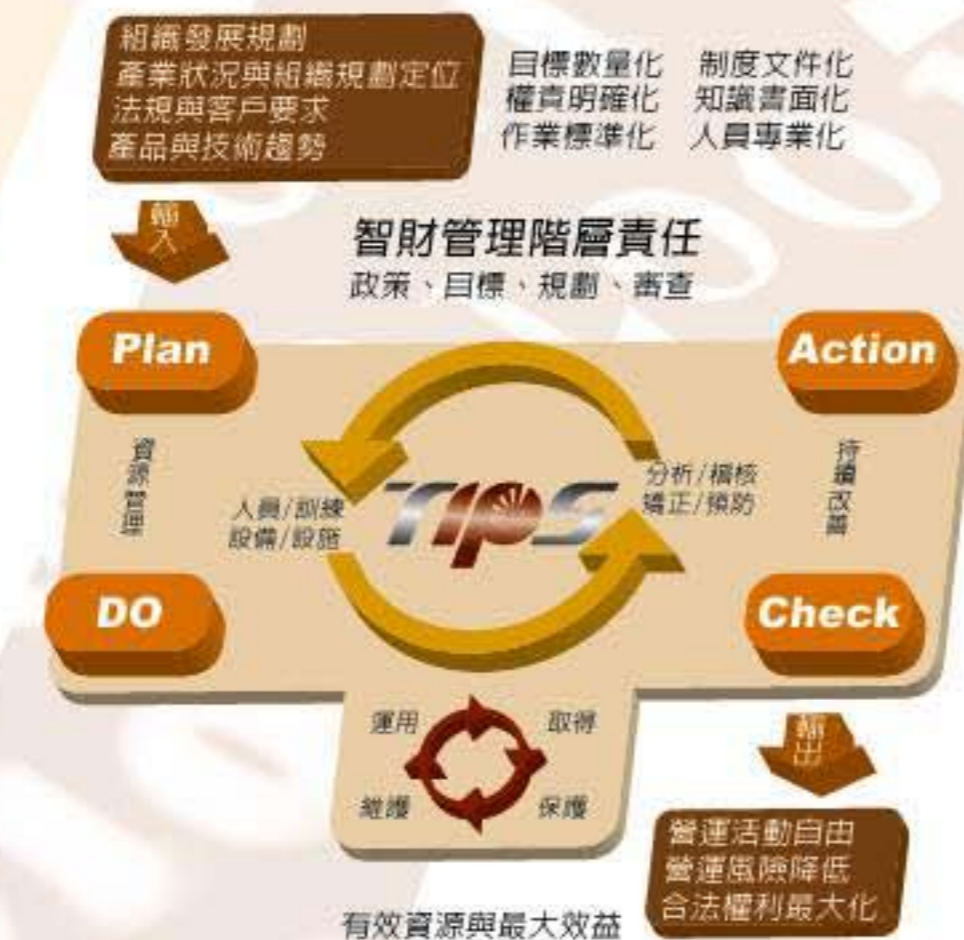 組織發展規劃
產業狀況與組織規劃定位
法規與客戶要求
產品與技術趨勢
目標數量化 制度文件化
權責明確化 知識書面化
作業標準化 人員專業化
輸入
智財管理階層責任
政策、目標、規劃、審查
Plan
Action
資源管理
人員/訓練
設備/設施
TIPS
分析/稽核
矯正/預防
持續改善
DO
Check
運用 取得
維護 保護
輸出
營運活動自由
營運風險降低
合法權利最大化
有效資源與最大效益